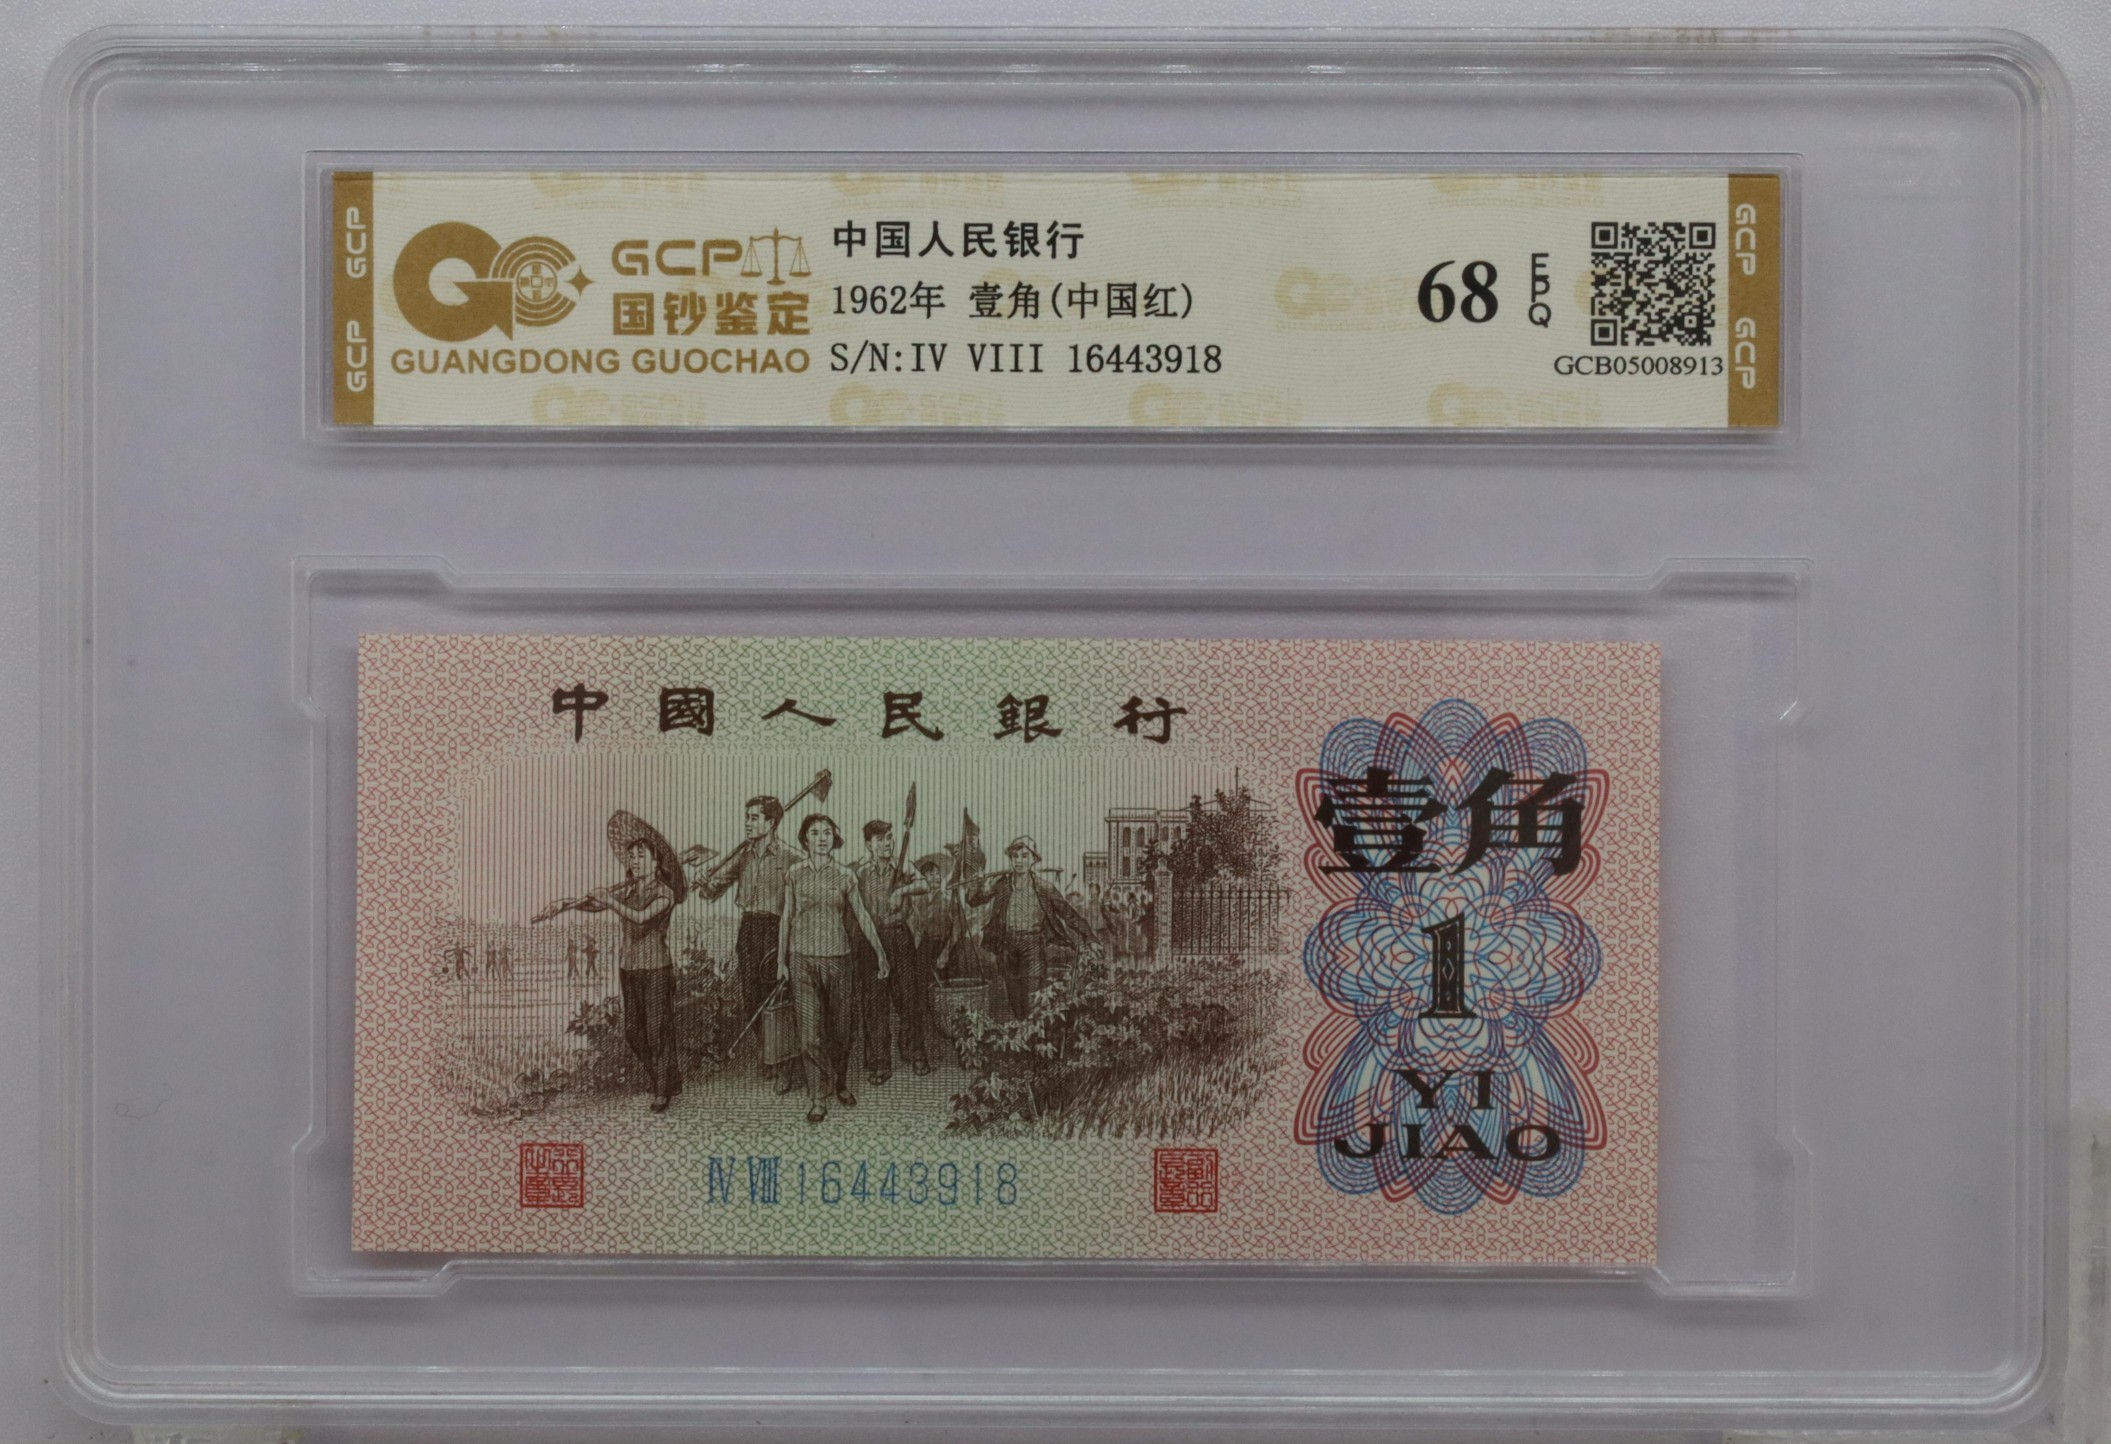 GCP
GCP
GCP
国钞鉴定
GUANGDONG GUOCHAO
中国人民银行
1962年 壹角(中国红)
S/N:IV VIII 16443918
68
EPQ
GCB05008913
GCP
GCP
中國人民銀行
壹角
1
YI
JIAO
IV VIII 16443918